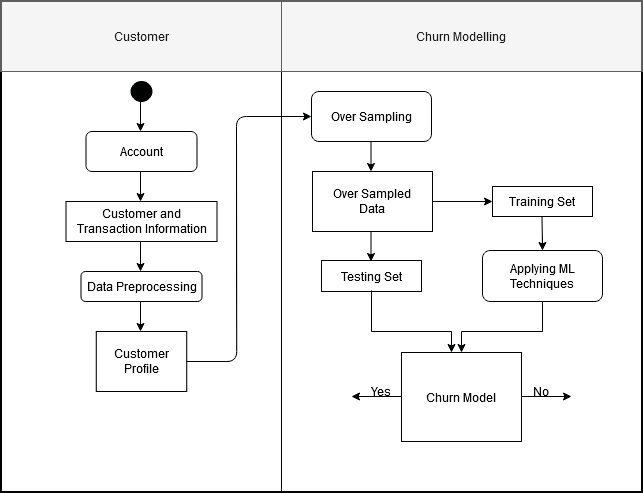 Customer
Churn Modelling
Account
Customer and
Transaction Information
Data Preprocessing
Customer
Profile
Over Sampling
Over Sampled
Data
Training Set
Testing Set
Applying ML
Techniques
Yes
Churn Model
No